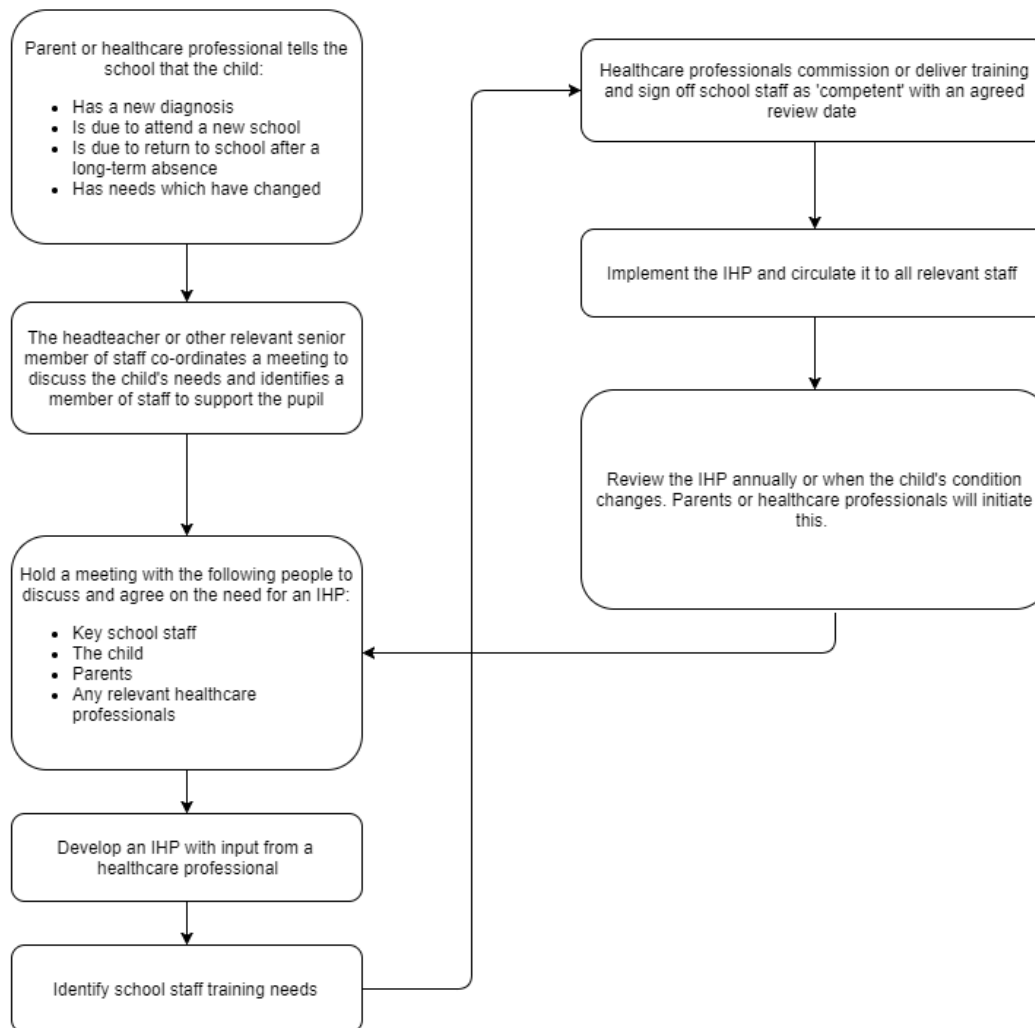 Parent or healthcare professional tells the
school that the child:
• Has a new diagnosis
• Is due to attend a new school
• Is due to return to school after a
long-term absence
• Has needs which have changed
The headteacher or other relevant senior
member of staff co-ordinates a meeting to
discuss the child's needs and identifies a
member of staff to support the pupil
Hold a meeting with the following people to
discuss and agree on the need for an IHP:
• Key school staff
• The child
• Parents
• Any relevant healthcare
professionals
Develop an IHP with input from a
healthcare professional
Identify school staff training needs
Healthcare professionals commission or deliver training
and sign off school staff as 'competent' with an agreed
review date
Implement the IHP and circulate it to all relevant staff
Review the IHP annually or when the child's condition
changes. Parents or healthcare professionals will initiate
this.